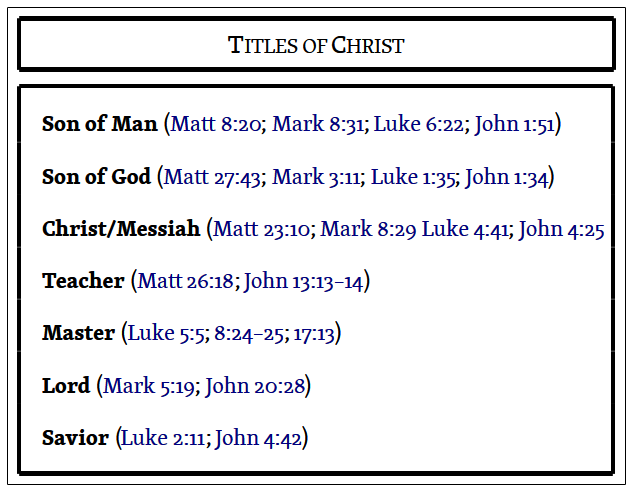 TITLES OF CHRIST
Son of Man (Matt 8:20; Mark 8:31; Luke 6:22; John 1:51)
Son of God (Matt 27:43; Mark 3:11; Luke 1:35; John 1:34)
Christ/Messiah (Matt 23:10; Mark 8:29 Luke 4:41; John 4:25
Teacher (Matt 26:18; John 13:13–14)
Master (Luke 5:5; 8:24–25; 17:13)
Lord (Mark 5:19; John 20:28)
Savior (Luke 2:11; John 4:42)